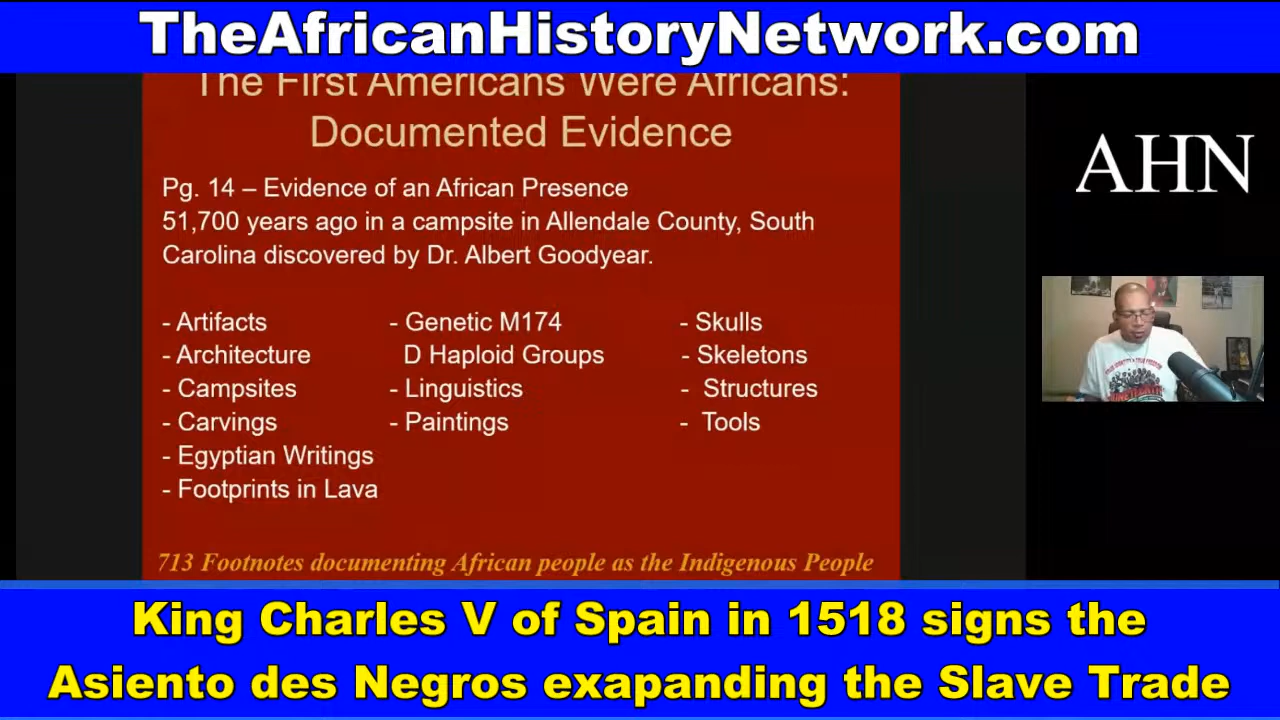 TheAfricanHistoryNetwork.com
The First Americans Were Africans:
Documented Evidence
Pg. 14 – Evidence of an African Presence
51,700 years ago in a campsite in Allendale County, South
Carolina discovered by Dr. Albert Goodyear.
- Artifacts - Genetic M174 - Skulls
- Architecture D Haploid Groups - Skeletons
- Campsites - Linguistics - Structures
- Carvings - Paintings - Tools
- Egyptian Writings
- Footprints in Lava
713 Footnotes documenting African people as the Indigenous People
AHN
King Charles V of Spain in 1518 signs the
Asiento des Negros exapanding the Slave Trade